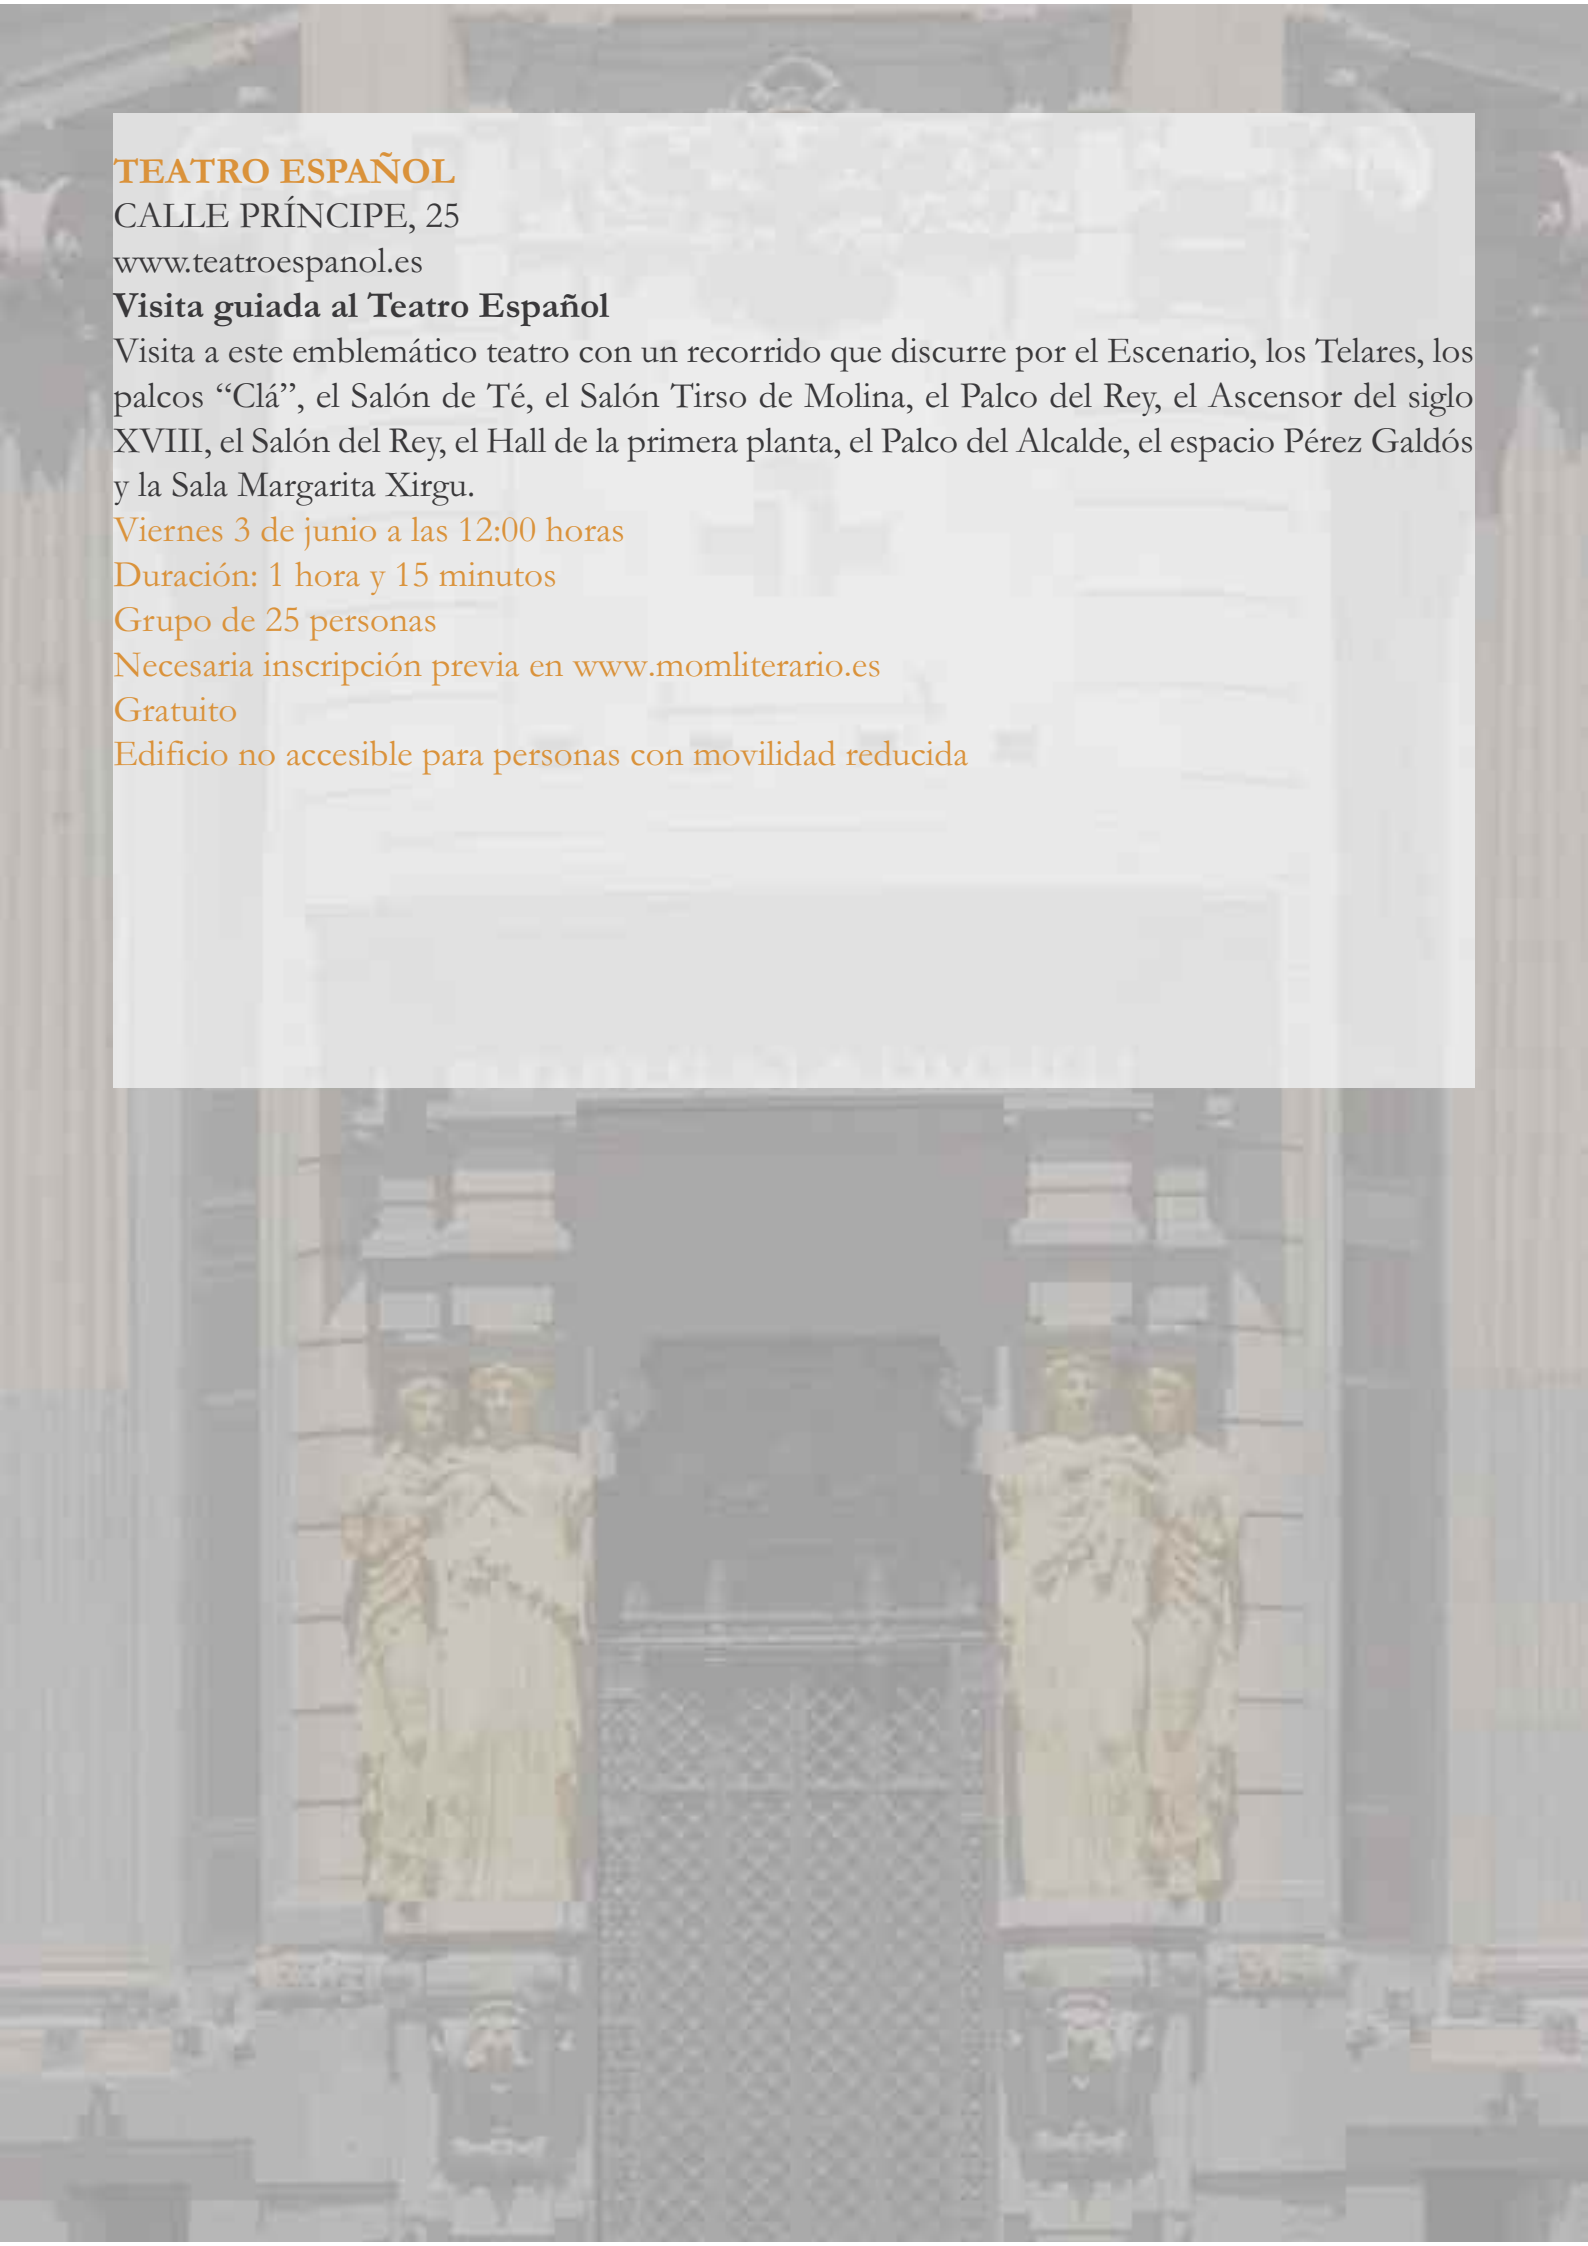 TEATRO ESPAÑOL
CALLE PRÍNCIPE, 25
www.teatroespanol.es
Visita guiada al Teatro Español
Visita a este emblemático teatro con un recorrido que discurre por el Escenario, los Telares, los
palcos “Clá”, el Salón de Té, el Salón Tirso de Molina, el Palco del Rey, el Ascensor del siglo
XVIII, el Salón del Rey, el Hall de la primera planta, el Palco del Alcalde, el espacio Pérez Galdós
y la Sala Margarita Xirgu.
Viernes 3 de junio a las 12:00 horas
Duración: 1 hora y 15 minutos
Grupo de 25 personas
Necesaria inscripción previa en www.momliterario.es
Gratuito
Edificio no accesible para personas con movilidad reducida